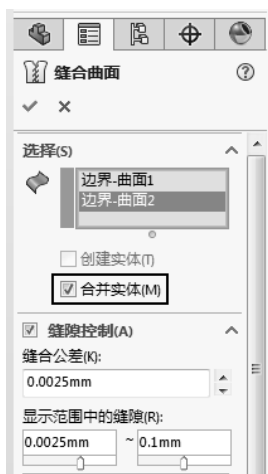 缝合曲面
选择(S)
边界-曲面1
边界-曲面2
创建实体(T)
合并实体(M)
缝隙控制(A)
缝合公差(K):
0.0025mm
显示范围中的缝隙(R):
0.0025mm ~ 0.1mm